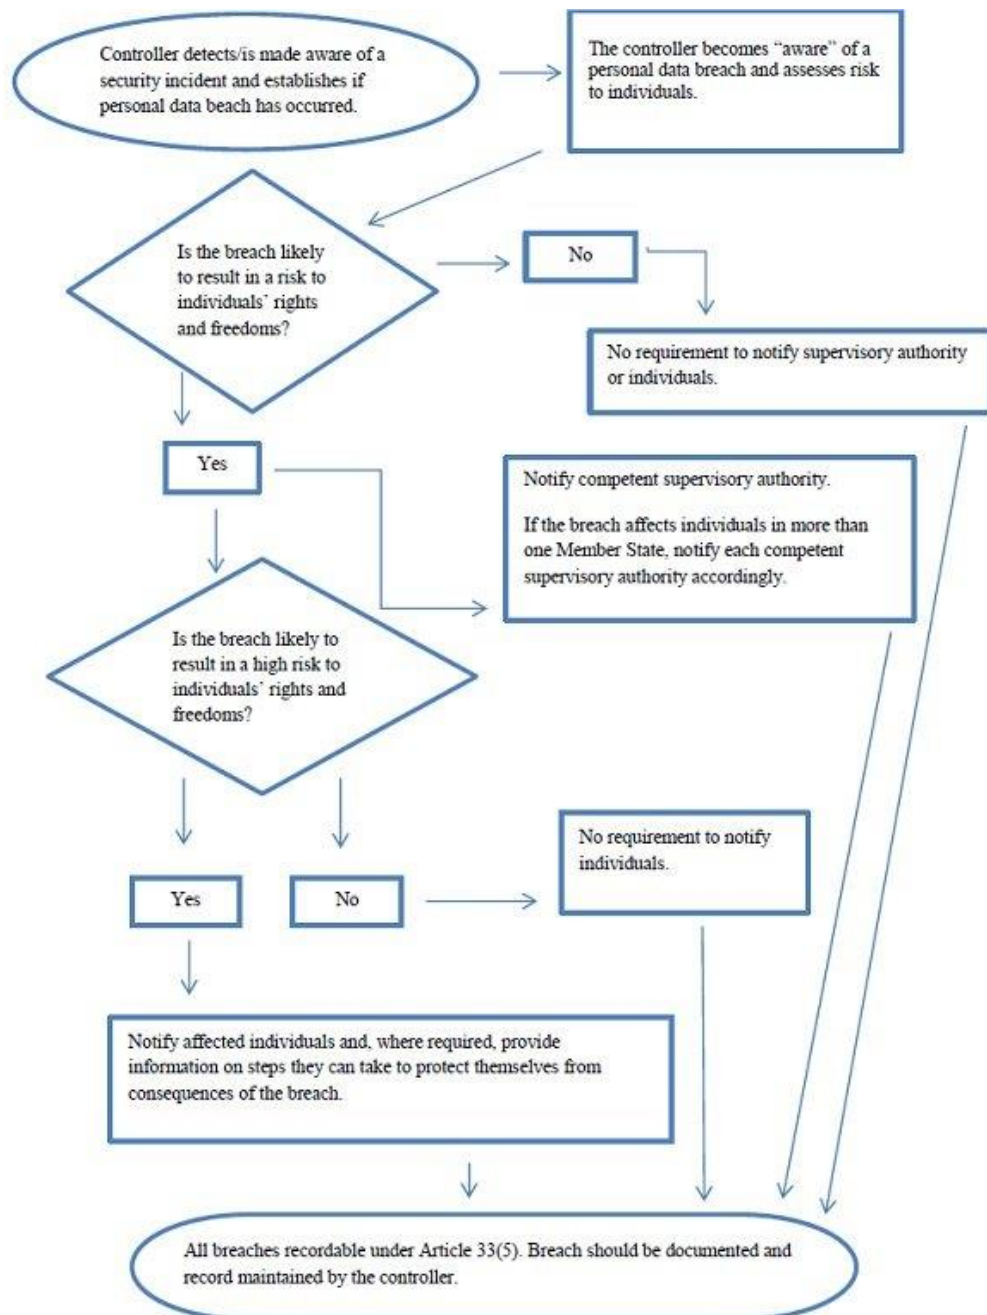 Controller detects/is made aware of a
security incident and establishes if
personal data beach has occurred.
The controller becomes “aware” of a
personal data breach and assesses risk
to individuals.
Is the breach likely
to result in a risk to
individuals’ rights
and freedoms?
No
No requirement to notify supervisory authority
or individuals.
Yes
Notify competent supervisory authority.
If the breach affects individuals in more than
one Member State, notify each competent
supervisory authority accordingly.
Is the breach likely to
result in a high risk to
individuals’ rights and
freedoms?
No requirement to notify
individuals.
Yes
No
Notify affected individuals and, where required, provide
information on steps they can take to protect themselves from
consequences of the breach.
All breaches recordable under Article 33(5). Breach should be documented and
record maintained by the controller.